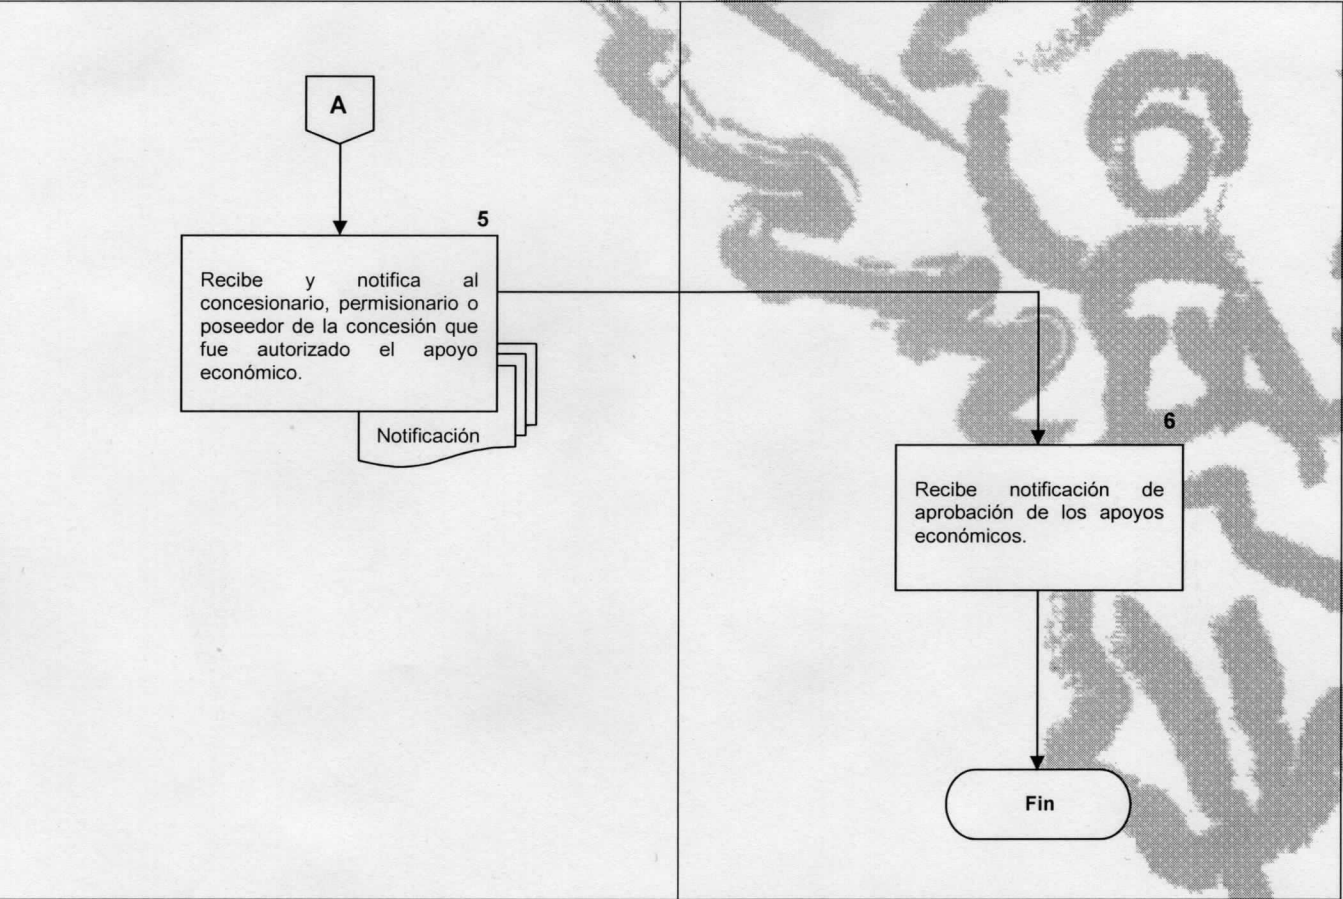 A
5
Recibe y notifica al
concesionario, permisionario o
poseedor de la concesión que
fue autorizado el apoyo
económico.
Notificación
6
Recibe notificación de
aprobación de los apoyos
económicos.
Fin